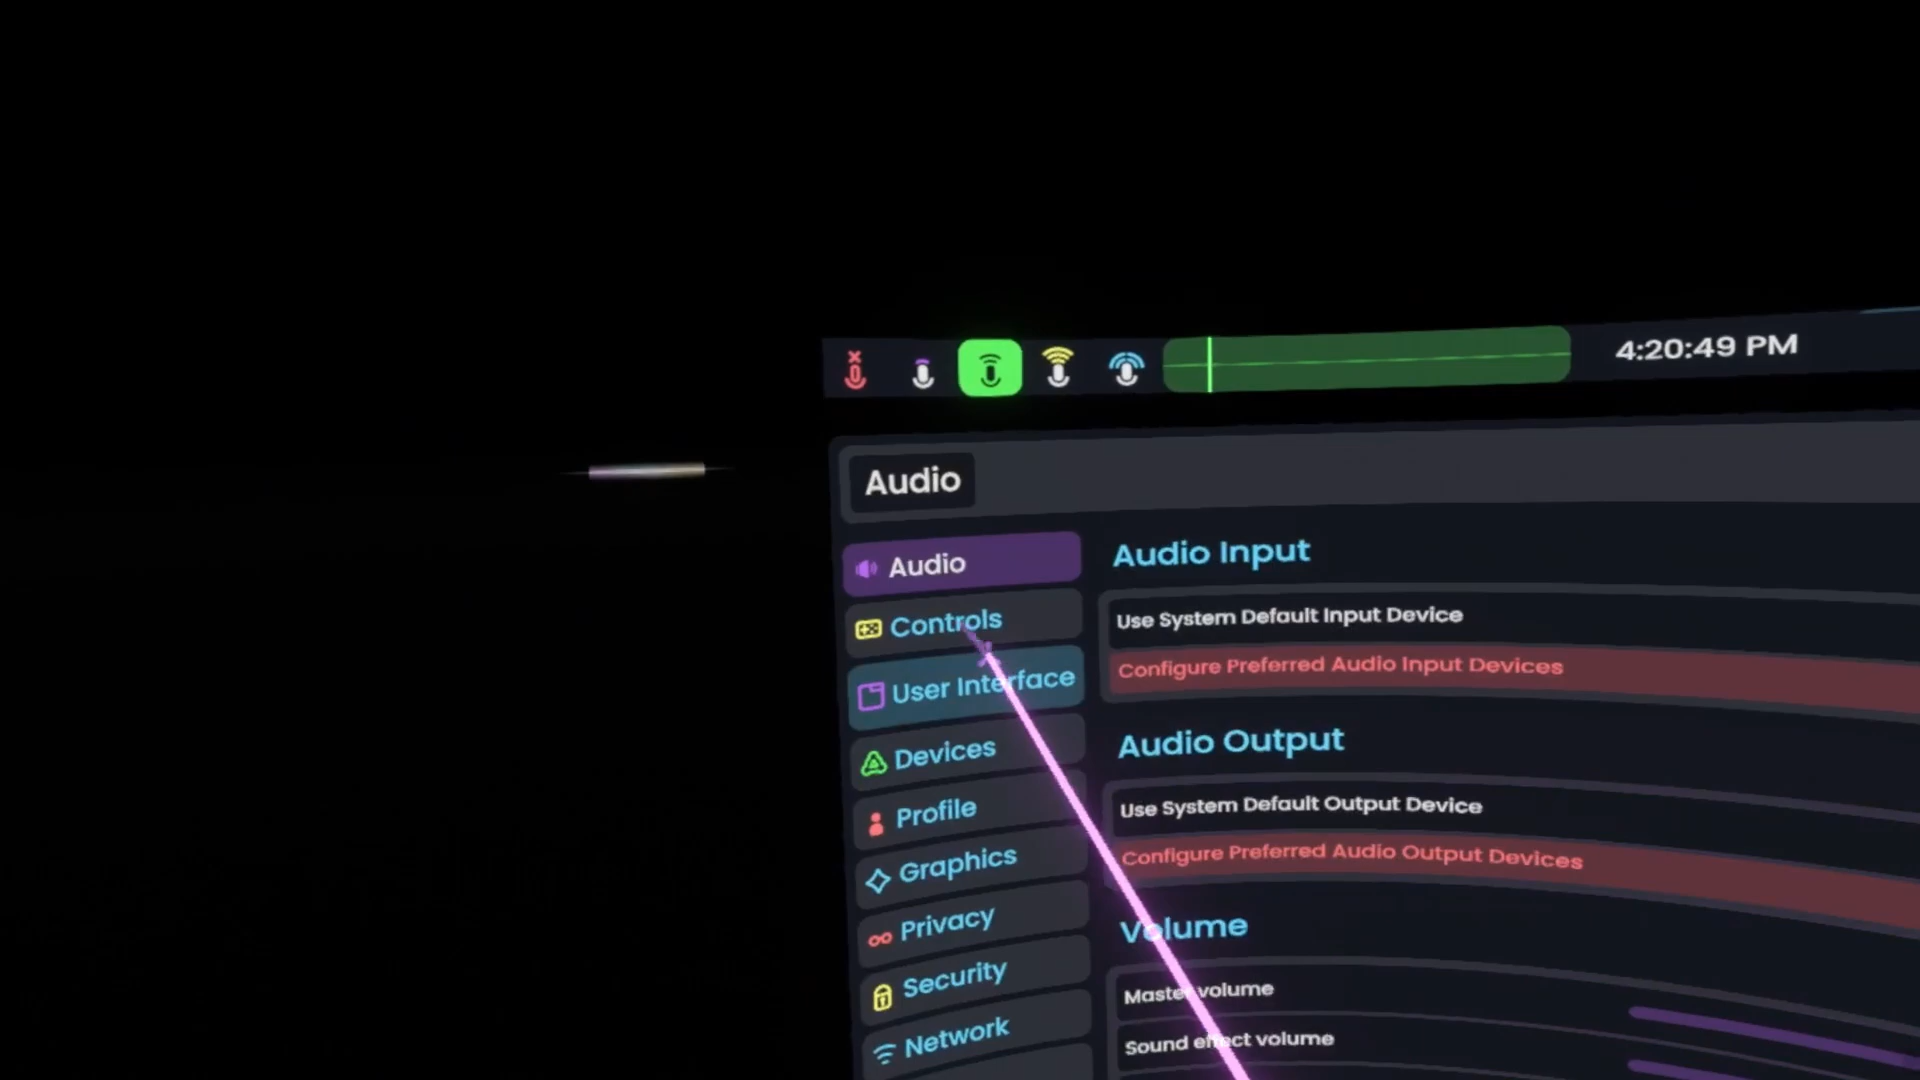 4:20:49 PM
Audio
Audio
Controls
User Interface
Devices
Profile
Graphics
Privacy
Security
Network
Audio Input
Use System Default Input Device
Configure Preferred Audio Input Devices
Audio Output
Use System Default Output Device
Configure Preferred Audio Output Devices
Volume
Master volume
Sound effect volume